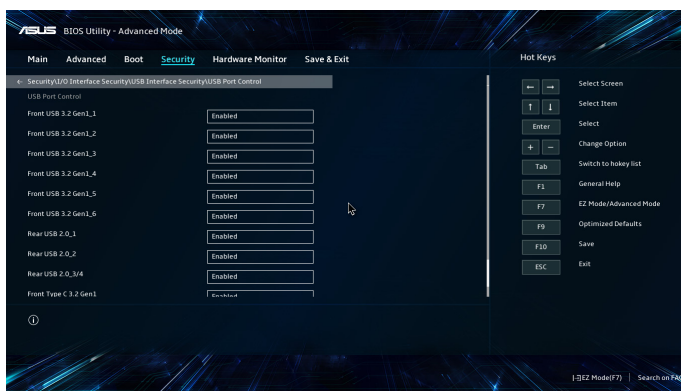 ASUS BIOS Utility - Advanced Mode
Main Advanced Boot Security Hardware Monitor Save & Exit
Hot Keys
← Security\I/O Interface Security\USB Interface Security\USB Port Control
USB Port Control
Front USB 3.2 Gen1_1 Enabled
Front USB 3.2 Gen1_2 Enabled
Front USB 3.2 Gen1_3 Enabled
Front USB 3.2 Gen1_4 Enabled
Front USB 3.2 Gen1_5 Enabled
Front USB 3.2 Gen1_6 Enabled
Rear USB 2.0_1 Enabled
Rear USB 2.0_2 Enabled
Rear USB 2.0_3/4 Enabled
Front Type C 3.2 Gen1 Enabled
← → Select Screen
↑ ↓ Select Item
Enter Select
+ − Change Option
Tab Switch to hokey list
F1 General Help
F7 EZ Mode/Advanced Mode
F9 Optimized Defaults
F10 Save
ESC Exit
EZ Mode(F7) | Search on FAQ